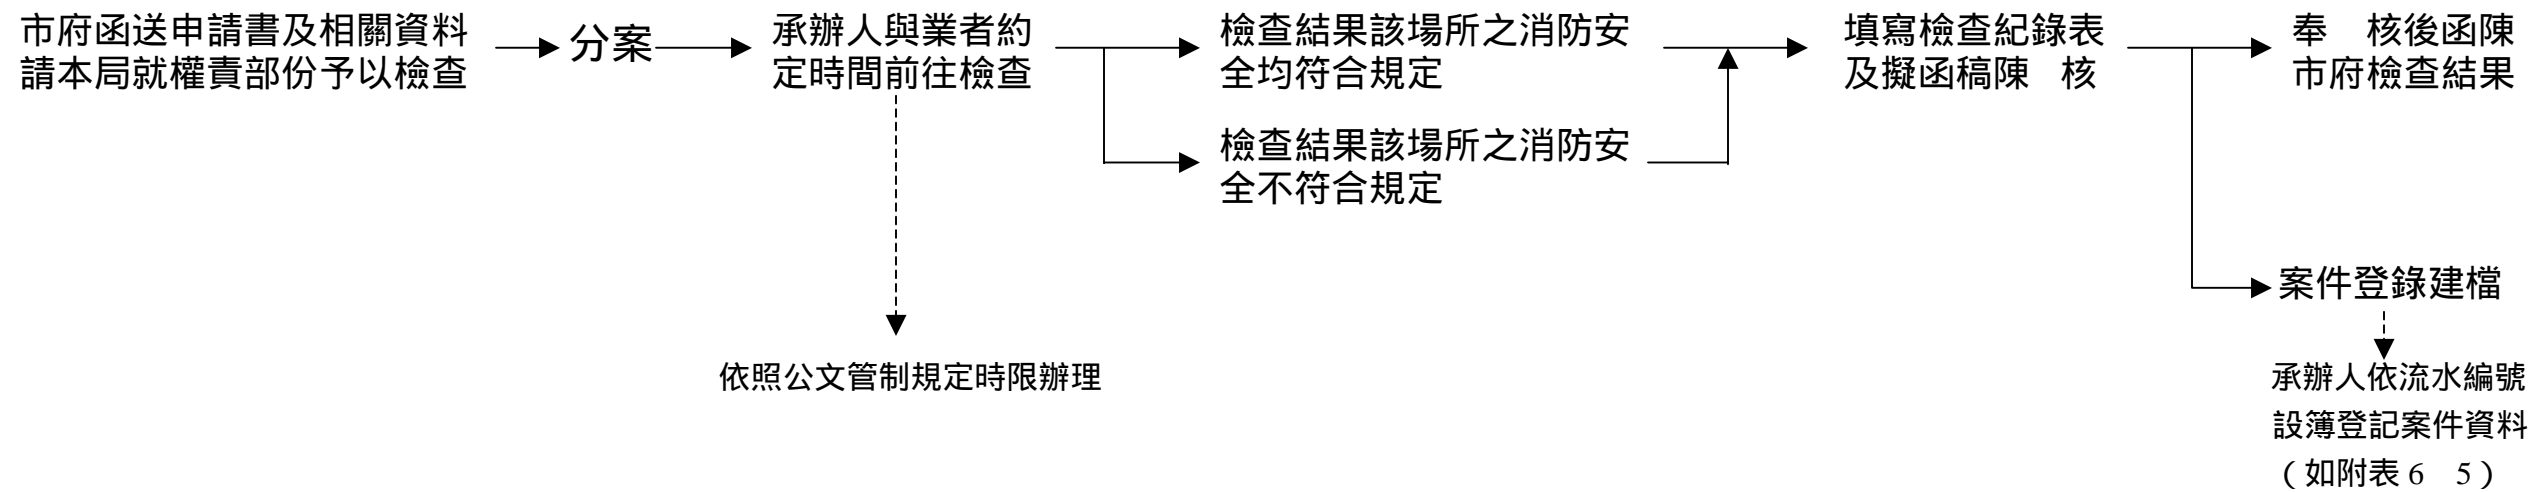 市府函送申請書及相關資料
請本局就權責部份予以檢查
分案
承辦人與業者約
定時間前往檢查
依照公文管制規定時限辦理
檢查結果該場所之消防安
全均符合規定
檢查結果該場所之消防安
全不符合規定
填寫檢查紀錄表
及擬函稿陳　核
奉　核後函陳
市府檢查結果
案件登錄建檔
承辦人依流水編號
設簿登記案件資料
（如附表 6　5）